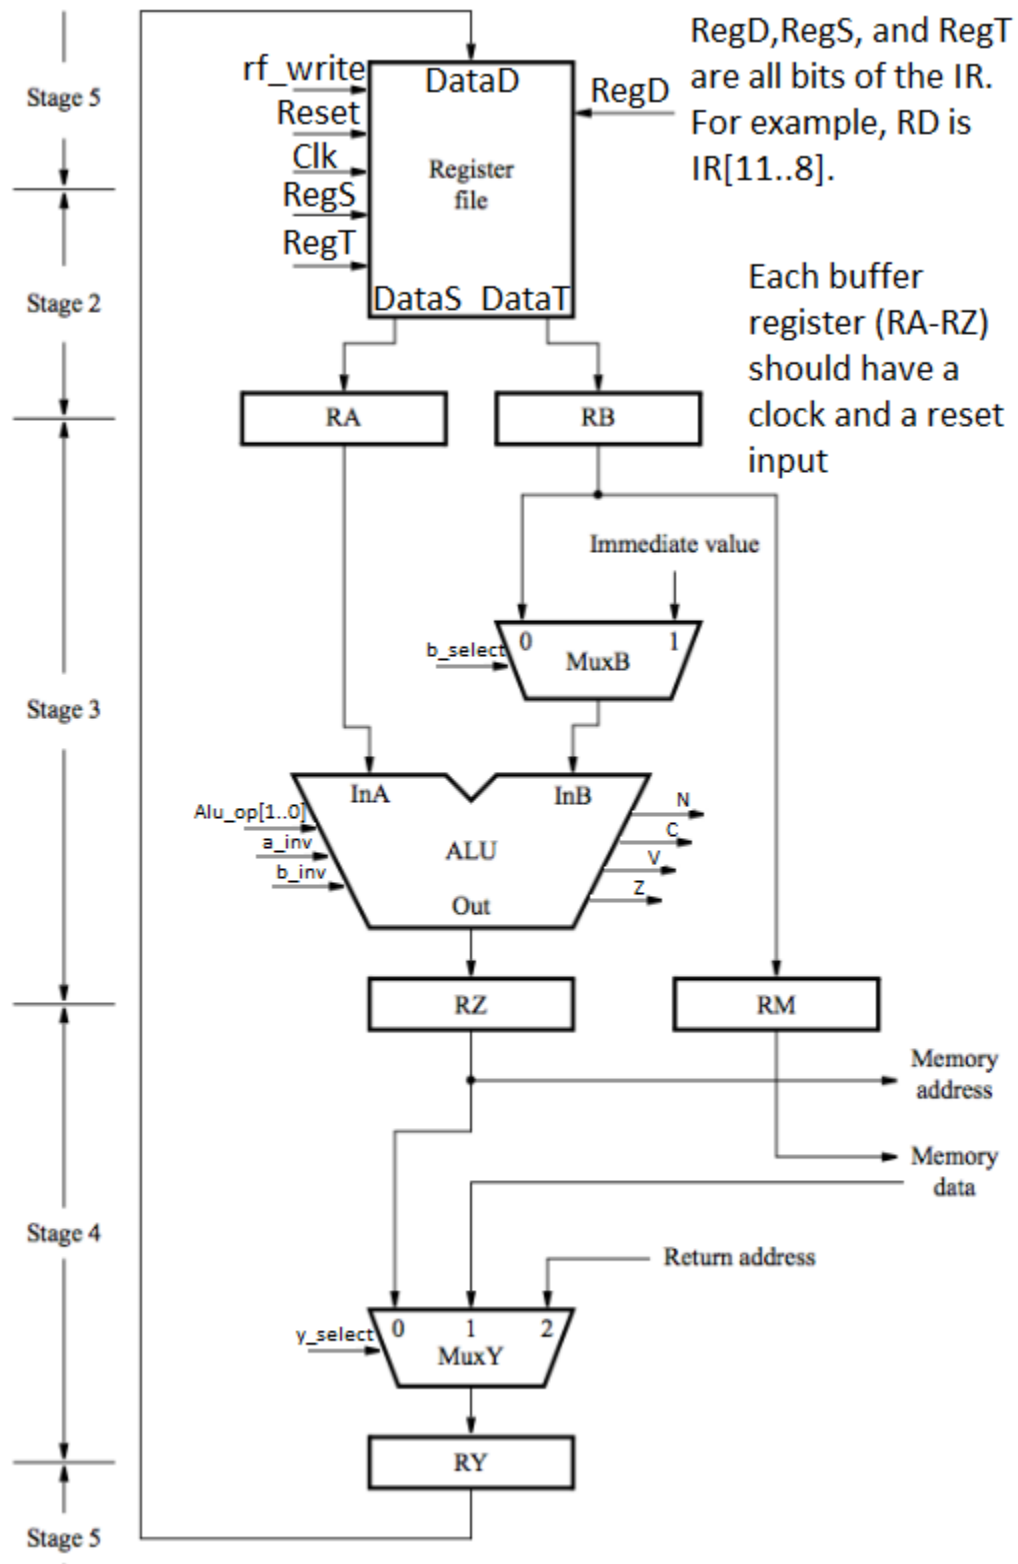 RegD,RegS, and RegT
are all bits of the IR.
For example, RD is
IR[11..8].
Stage 5
rf_write
Reset
Clk
RegS
RegT
DataD
RegD
Register
file
DataS DataT
Stage 2
Each buffer
register (RA-RZ)
should have a
clock and a reset
input
RA
RB
Immediate value
b_select
0
1
MuxB
Stage 3
InA
InB
Alu_op[1..0]
a_inv
b_inv
ALU
Out
N
C
V
Z
RZ
RM
Memory
address
Memory
data
Stage 4
Return address
y_select
0
1
2
MuxY
RY
Stage 5